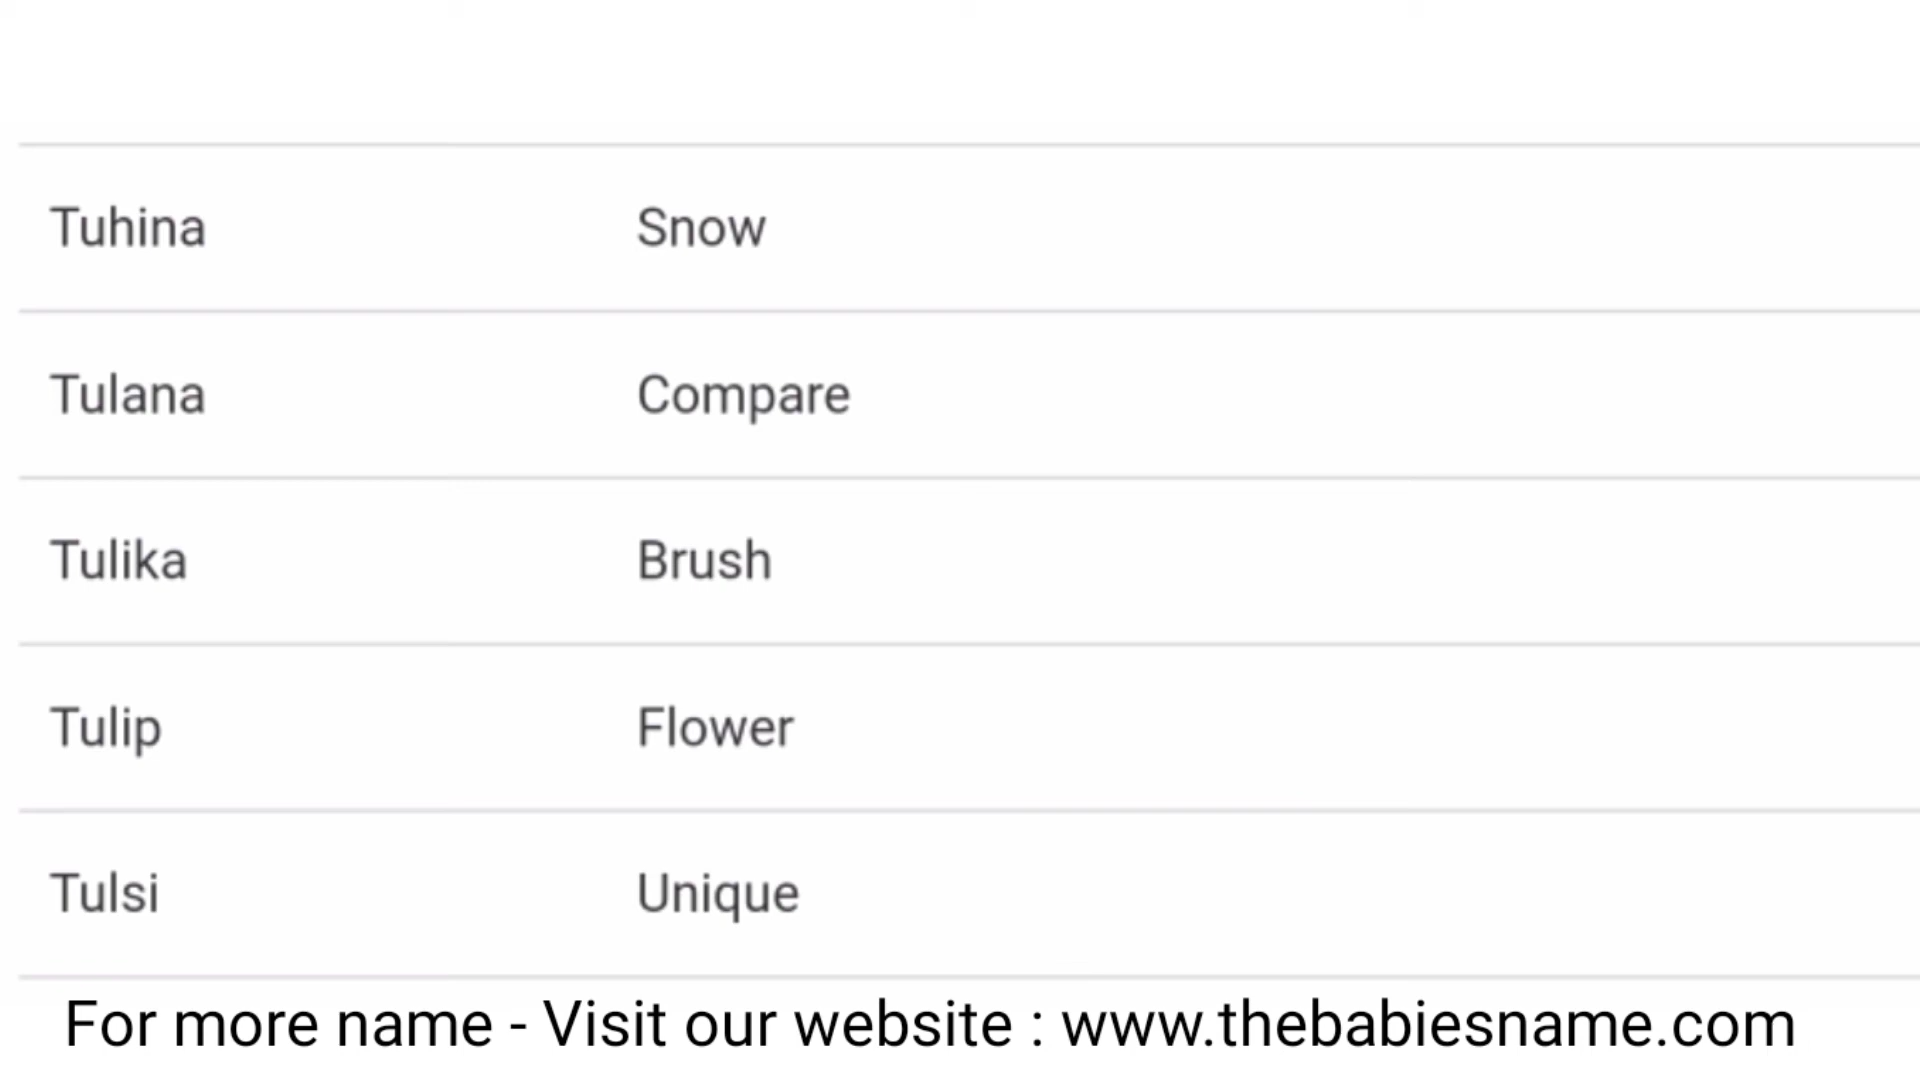 Tuhina Snow
Tulana Compare
Tulika Brush
Tulip Flower
Tulsi Unique
For more name - Visit our website : www.thebabiesname.com